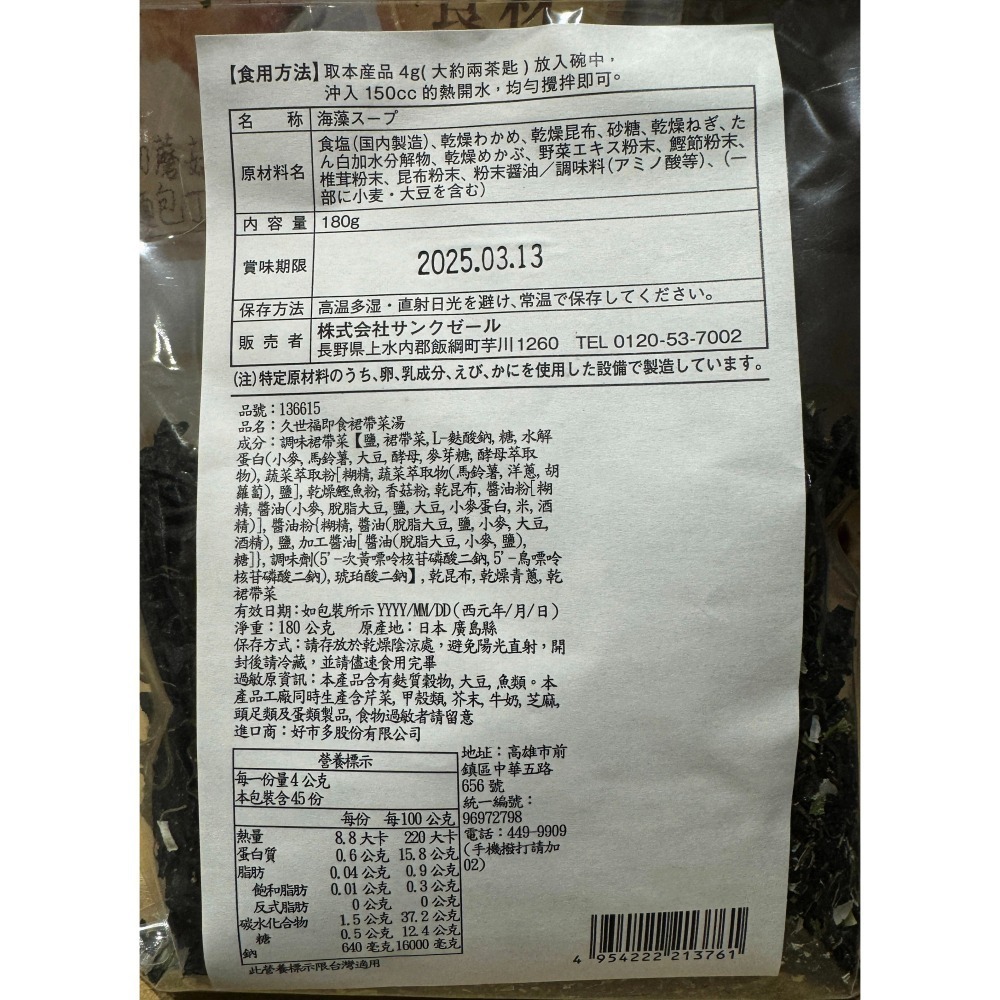 食材
【食用方法】取本産品 4g( 大約兩茶匙 ) 放入碗中，
沖入 150cc 的熱開水，均勻攪拌即可。
名 称 海藻スープ
原材料名 食塩(国内製造)、乾燥わかめ、乾燥昆布、砂糖、乾燥ねぎ、た
ん白加水分解物、乾燥めかぶ、野菜エキス粉末、鰹節粉末、
椎茸粉末、昆布粉末、粉末醤油／調味料(アミノ酸等)、(一
部に小麦・大豆を含む)
内 容 量 180g
賞味期限 2025.03.13
保存方法 高温多湿・直射日光を避け、常温で保存してください。
販 売 者 株式会社サンクゼール
長野県上水内郡飯綱町芋川1260 TEL 0120-53-7002
(注)特定原材料のうち、卵、乳成分、えび、かにを使用した設備で製造しています。
品號：136615
品名：久世福即食裙帶菜湯
成分：調味裙帶菜【鹽, 裙帶菜, L-麩酸鈉, 糖, 水解
蛋白(小麥, 馬鈴薯, 大豆, 酵母, 麥芽糖, 酵母萃取
物), 蔬菜萃取粉[糊精, 蔬菜萃取物(馬鈴薯, 洋蔥, 胡
蘿蔔), 鹽], 乾燥鰹魚粉, 香菇粉, 乾昆布, 醬油粉[糊
精, 醬油(小麥, 脫脂大豆, 鹽, 大豆, 小麥蛋白, 米, 酒
精)], 醬油粉{糊精, 醬油(脫脂大豆, 鹽, 小麥, 大豆,
酒精), 鹽, 加工醬油[醬油(脫脂大豆, 小麥, 鹽),
糖]}, 調味劑(5'-次黃嘌呤核苷磷酸二鈉, 5'-鳥嘌呤
核苷磷酸二鈉), 琥珀酸二鈉】, 乾昆布, 乾燥青蔥, 乾
裙帶菜
有效日期：如包裝所示 YYYY/MM/DD (西元年/月/日)
淨重：180 公克 原產地：日本 廣島縣
保存方式：請存放於乾燥陰涼處，避免陽光直射，開
封後請冷藏，並請儘速食用完畢
過敏原資訊：本產品含有麩質穀物, 大豆, 魚類。本
產品工廠同時生產含芹菜, 甲殼類, 芥末, 牛奶, 芝麻,
頭足類及蛋類製品, 食物過敏者請留意
進口商：好市多股份有限公司
地址：高雄市前
鎮區中華五路
656 號
統一編號：
96972798
電話：449-9909
(手機撥打請加
02)
營養標示
每一份量 4 公克
本包裝含 45 份
每份 每 100 公克
熱量 8.8 大卡 220 大卡
蛋白質 0.6 公克 15.8 公克
脂肪 0.04 公克 0.9 公克
飽和脂肪 0.01 公克 0.3 公克
反式脂肪 0 公克 0 公克
碳水化合物 1.5 公克 37.2 公克
糖 0.5 公克 12.4 公克
鈉 640 毫克 16000 毫克
此營養標示限台灣適用
4 954222 213761